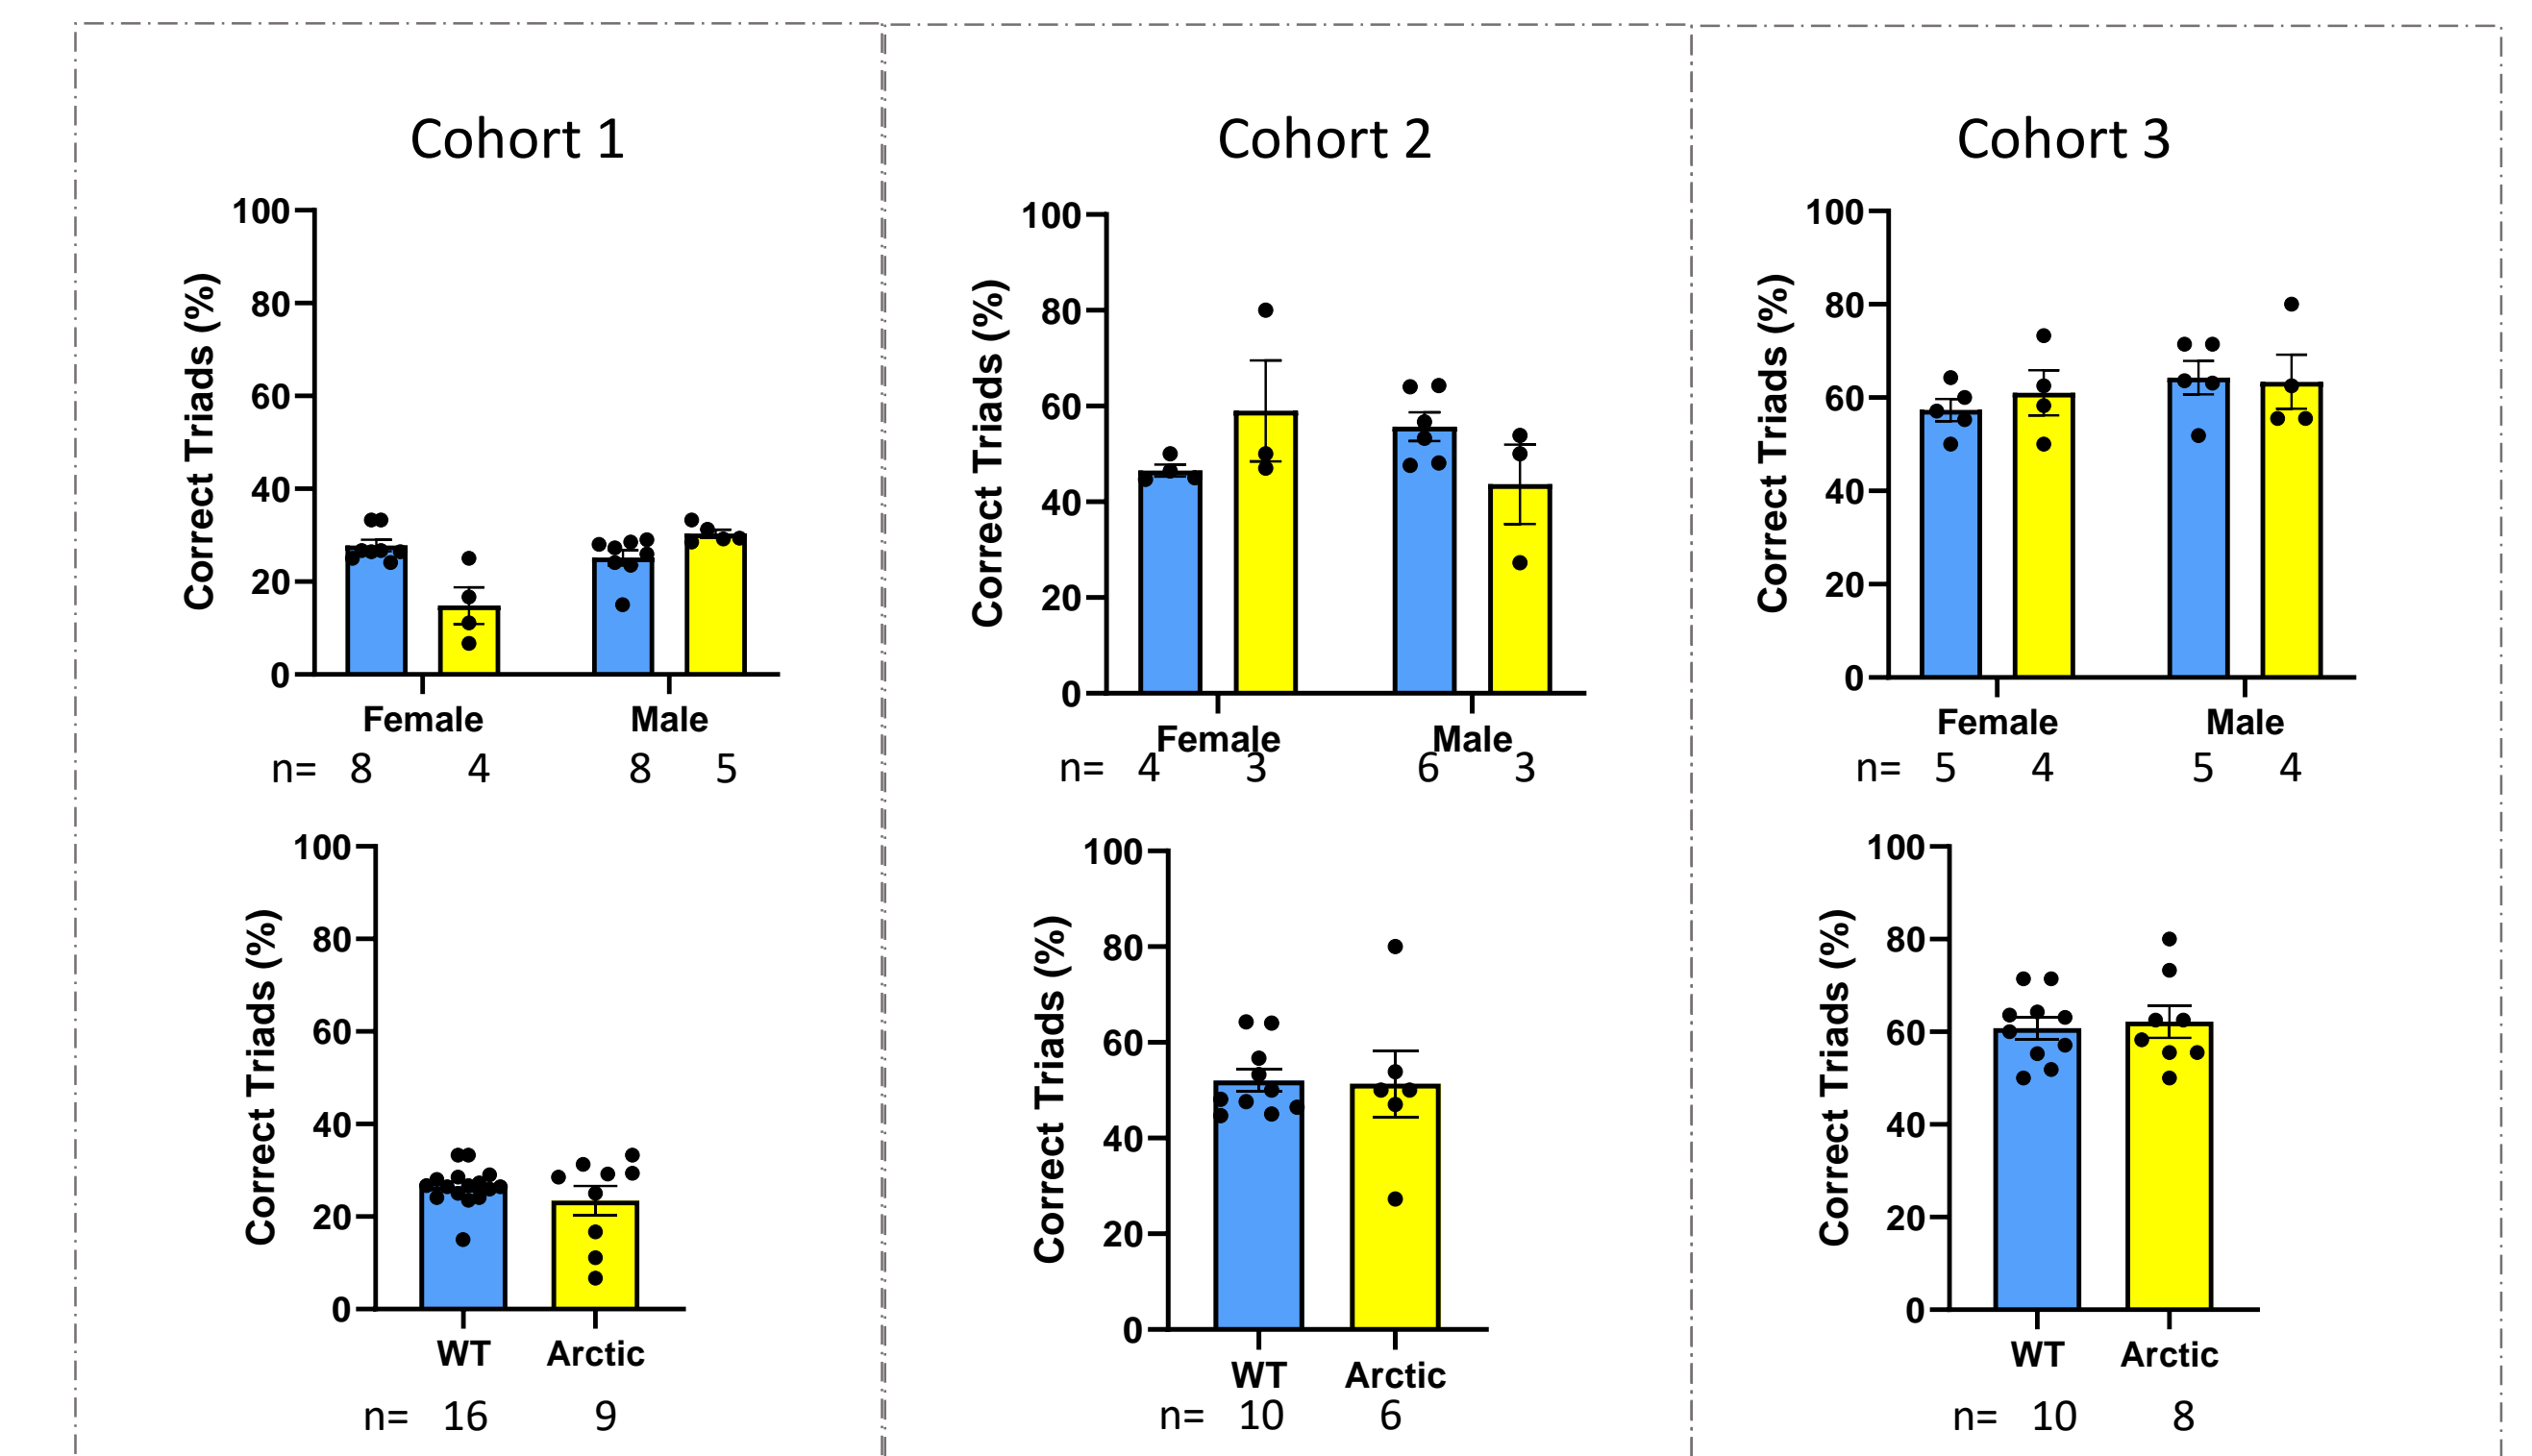 Cohort 1
100
80
60
40
20
0
Correct Triads (%)
Female Male
n= 8 4 8 5
100
80
60
40
20
0
Correct Triads (%)
WT Arctic
n= 16 9
Cohort 2
100
80
60
40
20
0
Correct Triads (%)
Female Male
n= 4 3 6 3
100
80
60
40
20
0
Correct Triads (%)
WT Arctic
n= 10 6
Cohort 3
100
80
60
40
20
0
Correct Triads (%)
Female Male
n= 5 4 5 4
100
80
60
40
20
0
Correct Triads (%)
WT Arctic
n= 10 8